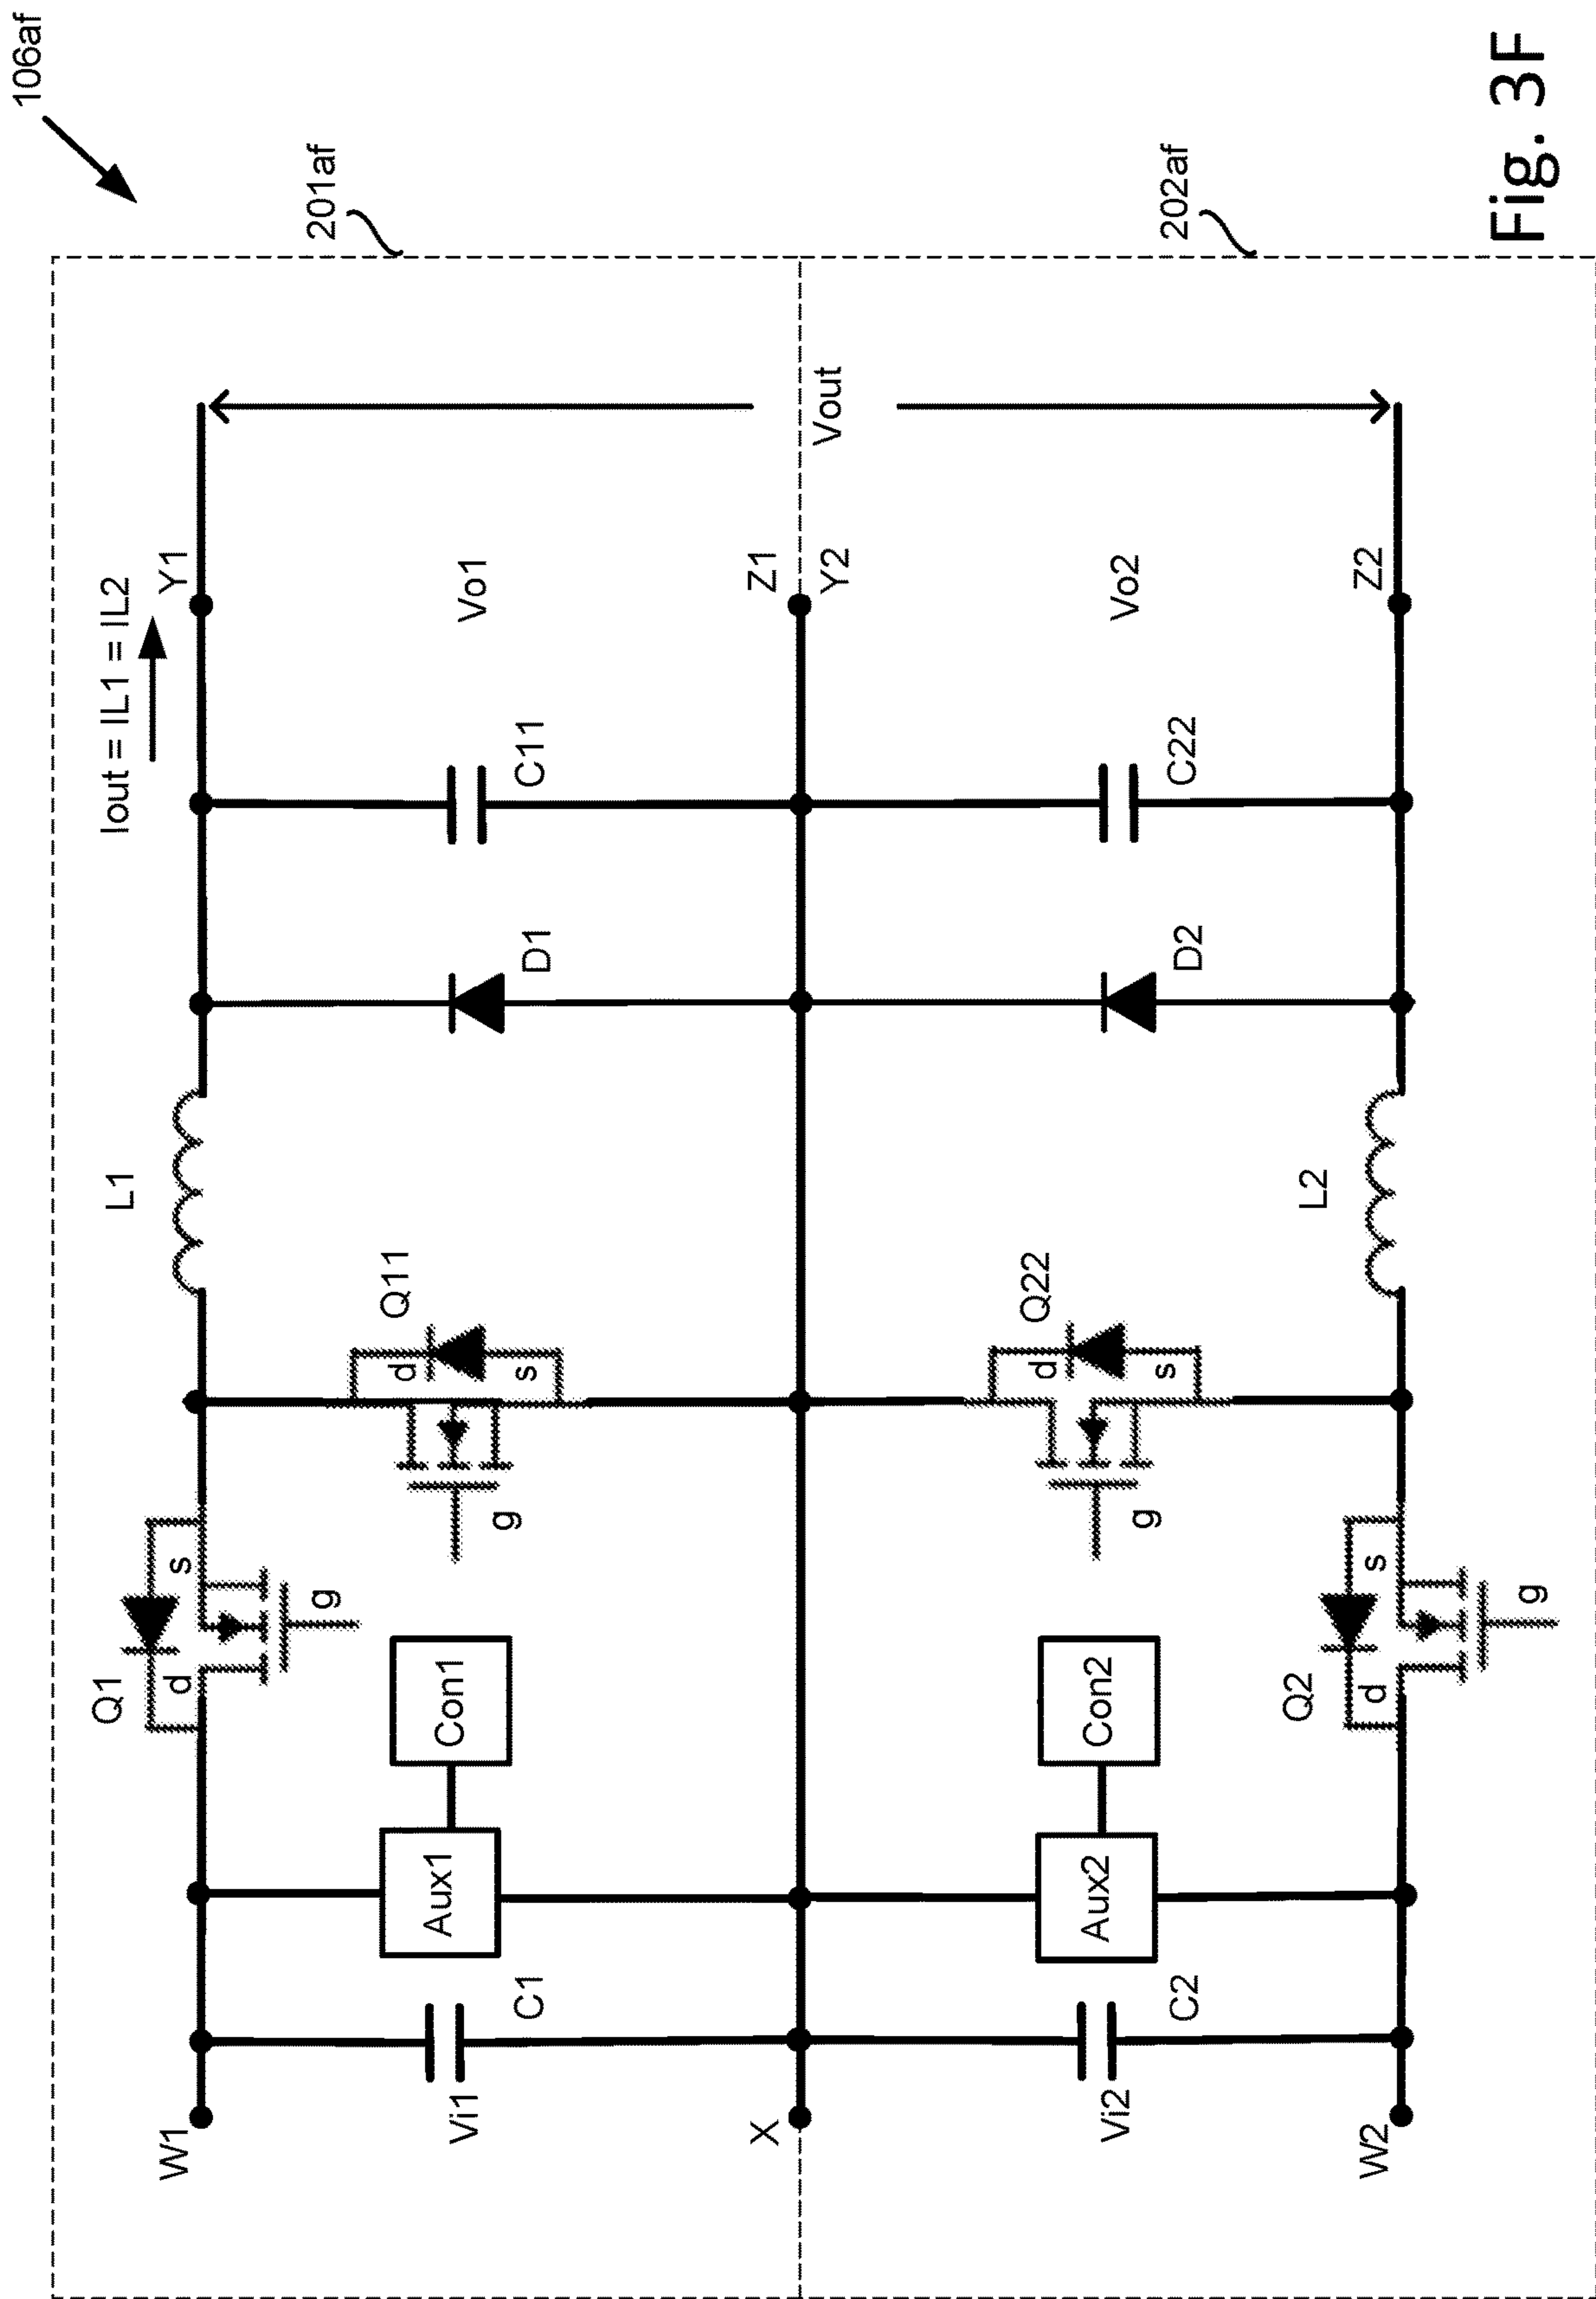 106af
201af
Iout = IL1 = IL2
Y1
L1
Q1
d
s
g
W1
Q11
d
s
g
Con1
Aux1
C1
Vi1
D1
C11
Vo1
Z1
Y2
Vout
X
202af
Q22
d
s
g
Con2
Aux2
C2
Vi2
D2
C22
Vo2
Z2
L2
Q2
d
s
g
W2
Fig. 3F